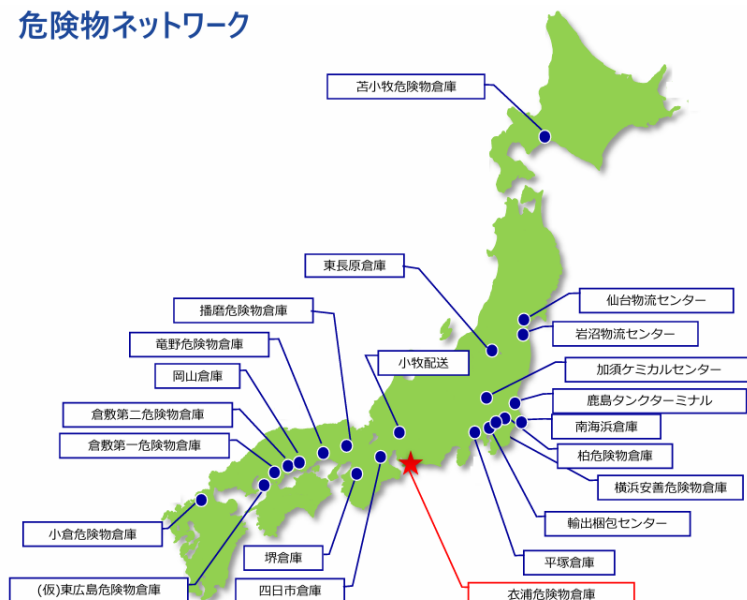 危険物ネットワーク
苫小牧危険物倉庫
東長原倉庫
仙台物流センター
播磨危険物倉庫
岩沼物流センター
竜野危険物倉庫
小牧配送
加須ケミカルセンター
岡山倉庫
鹿島タンクターミナル
倉敷第二危険物倉庫
南海浜倉庫
倉敷第一危険物倉庫
柏危険物倉庫
横浜安善危険物倉庫
輸出梱包センター
小倉危険物倉庫
堺倉庫
平塚倉庫
(仮)東広島危険物倉庫
四日市倉庫
衣浦危険物倉庫